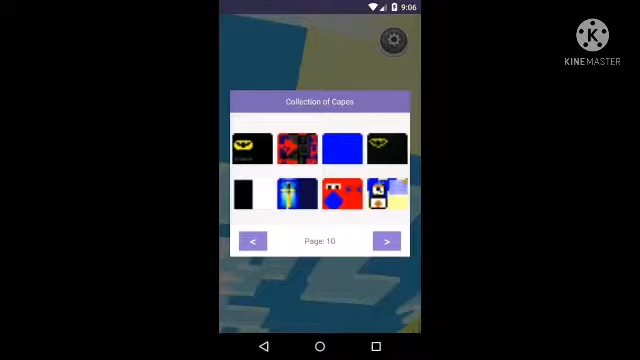 9:06
K
KINEMASTER
Collection of Capes
<
Page: 10
>